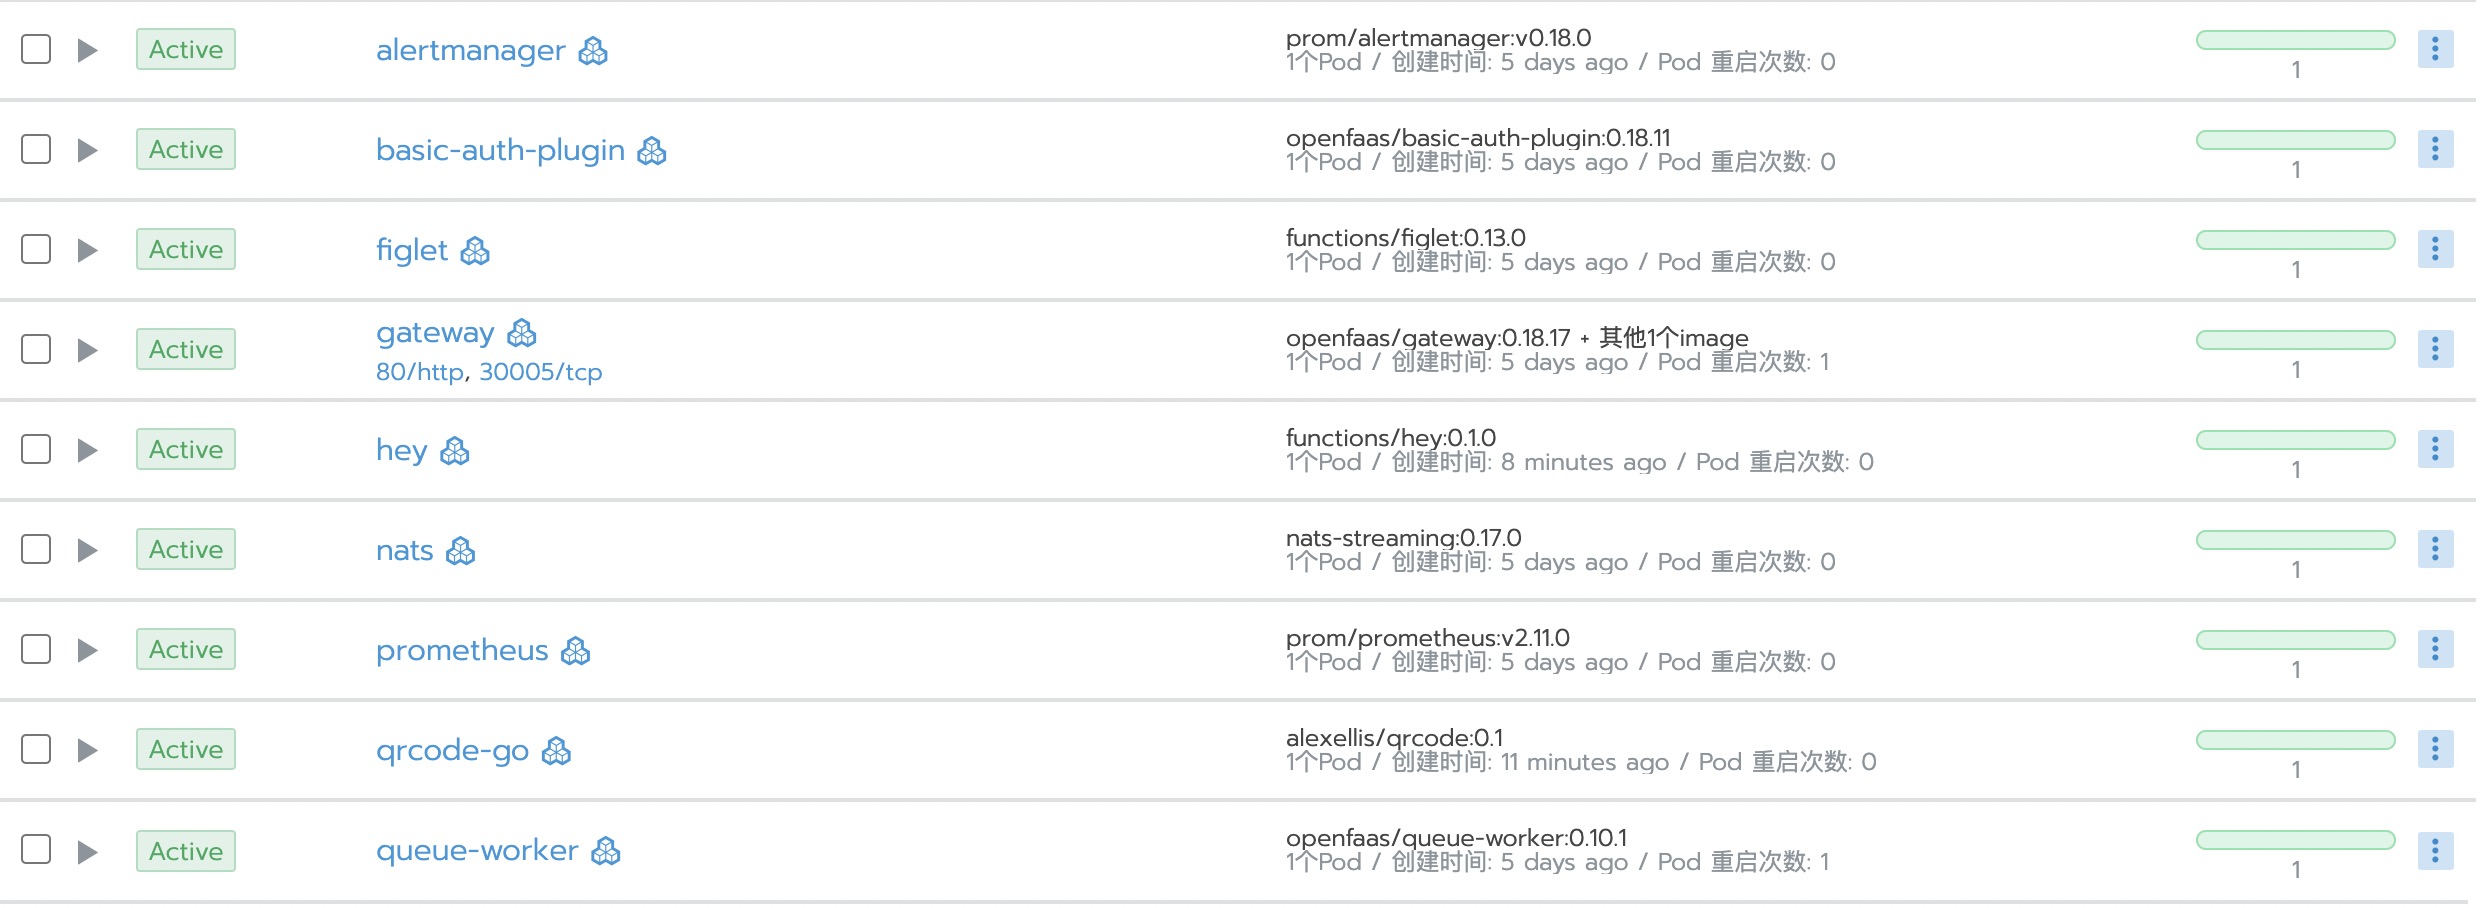 Active alertmanager prom/alertmanager:v0.18.0
1个Pod / 创建时间: 5 days ago / Pod 重启次数: 0
1
Active basic-auth-plugin openfaas/basic-auth-plugin:0.18.11
1个Pod / 创建时间: 5 days ago / Pod 重启次数: 0
1
Active figlet functions/figlet:0.13.0
1个Pod / 创建时间: 5 days ago / Pod 重启次数: 0
1
Active gateway openfaas/gateway:0.18.17 + 其他1个image
80/http, 30005/tcp 1个Pod / 创建时间: 5 days ago / Pod 重启次数: 1
1
Active hey functions/hey:0.1.0
1个Pod / 创建时间: 8 minutes ago / Pod 重启次数: 0
1
Active nats nats-streaming:0.17.0
1个Pod / 创建时间: 5 days ago / Pod 重启次数: 0
1
Active prometheus prom/prometheus:v2.11.0
1个Pod / 创建时间: 5 days ago / Pod 重启次数: 0
1
Active qrcode-go alexellis/qrcode:0.1
1个Pod / 创建时间: 11 minutes ago / Pod 重启次数: 0
1
Active queue-worker openfaas/queue-worker:0.10.1
1个Pod / 创建时间: 5 days ago / Pod 重启次数: 1
1